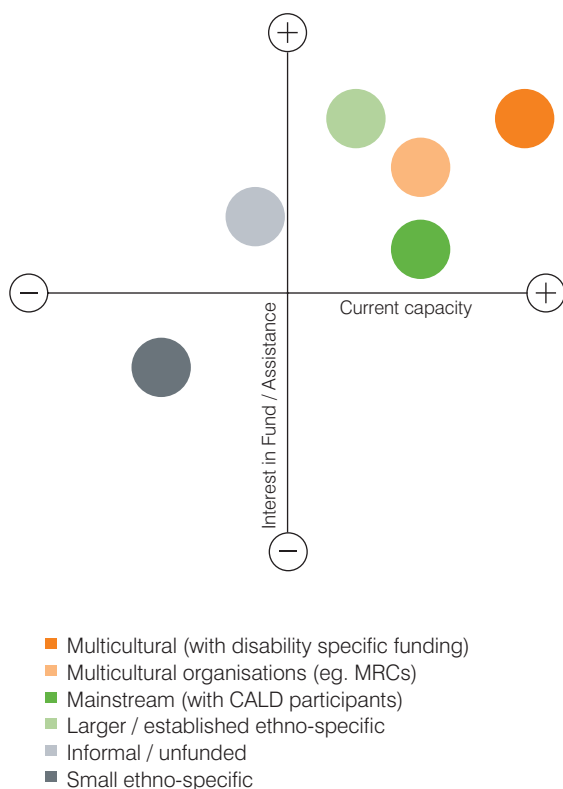 +
−
Current capacity
+
Interest in Fund / Assistance
−
Multicultural (with disability specific funding)
Multicultural organisations (eg. MRCs)
Mainstream (with CALD participants)
Larger / established ethno-specific
Informal / unfunded
Small ethno-specific